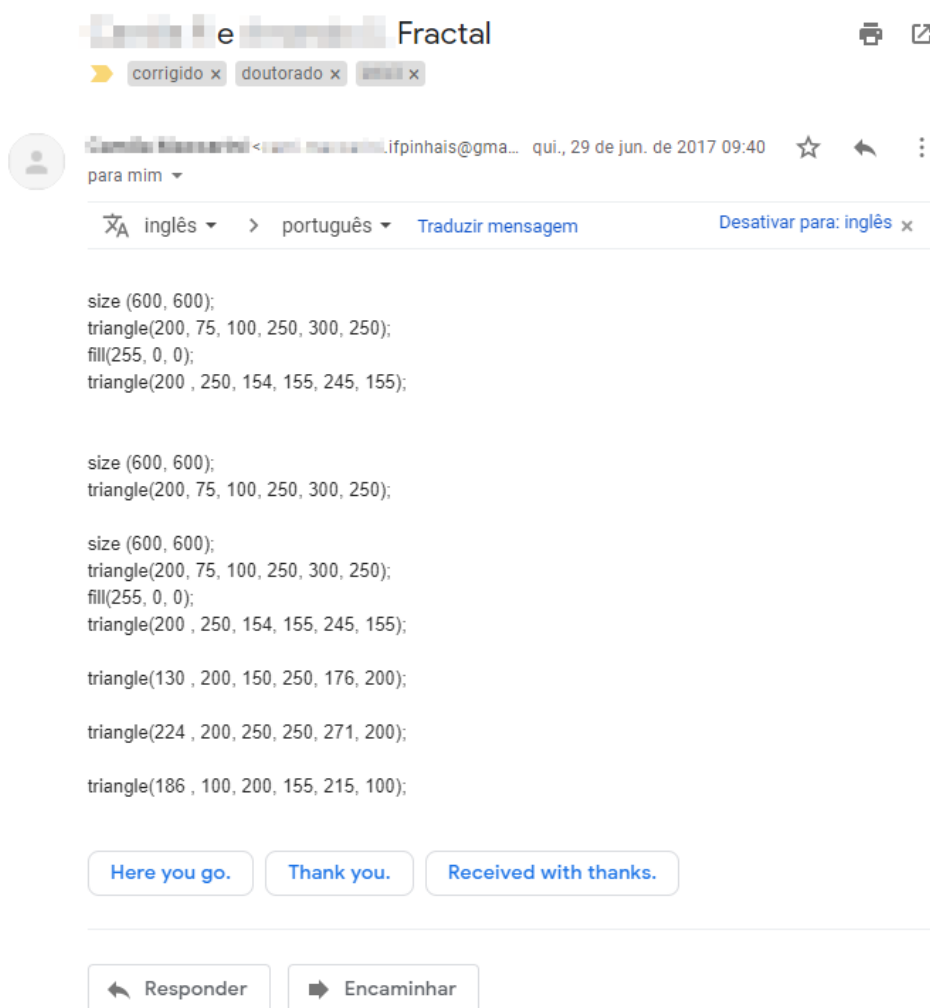 e Fractal
corrigido × doutorado × ×
< .ifpinhais@gma... qui., 29 de jun. de 2017 09:40
para mim
inglês > português Traduzir mensagem Desativar para: inglês ×
size (600, 600);
triangle(200, 75, 100, 250, 300, 250);
fill(255, 0, 0);
triangle(200 , 250, 154, 155, 245, 155);
size (600, 600);
triangle(200, 75, 100, 250, 300, 250);
size (600, 600);
triangle(200, 75, 100, 250, 300, 250);
fill(255, 0, 0);
triangle(200 , 250, 154, 155, 245, 155);
triangle(130 , 200, 150, 250, 176, 200);
triangle(224 , 200, 250, 250, 271, 200);
triangle(186 , 100, 200, 155, 215, 100);
Here you go. Thank you. Received with thanks.
Responder Encaminhar